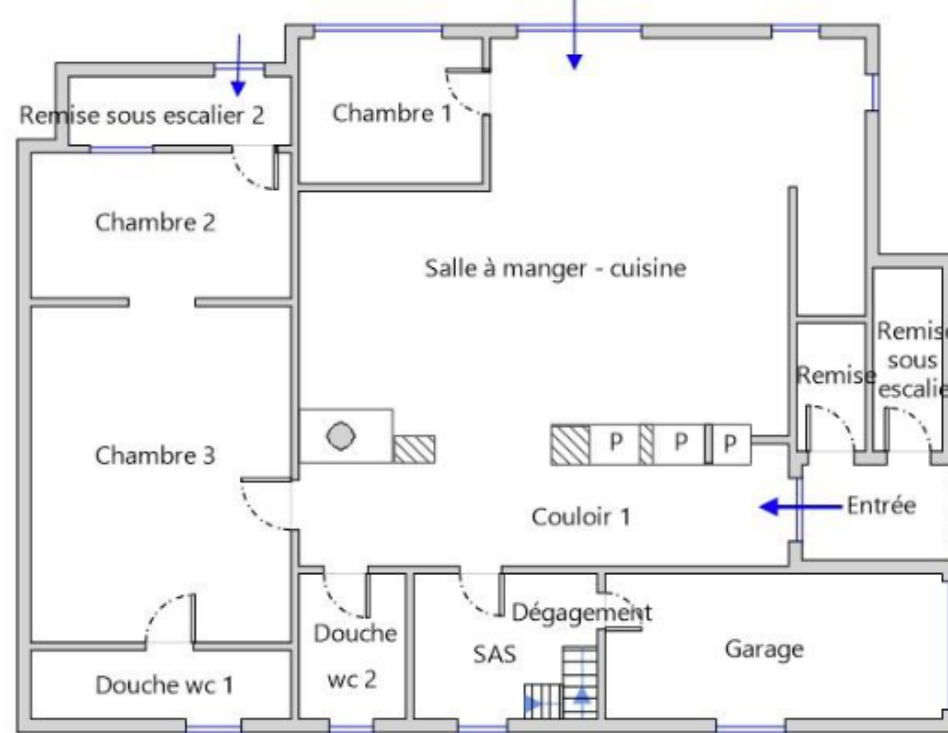 Remise sous escalier 2
Chambre 1
Chambre 2
Salle à manger - cuisine
Remise
sous
escalie
Remise
P
P
P
Chambre 3
Entrée
Couloir 1
Dégagement
Douche
wc 2
SAS
Garage
Douche wc 1